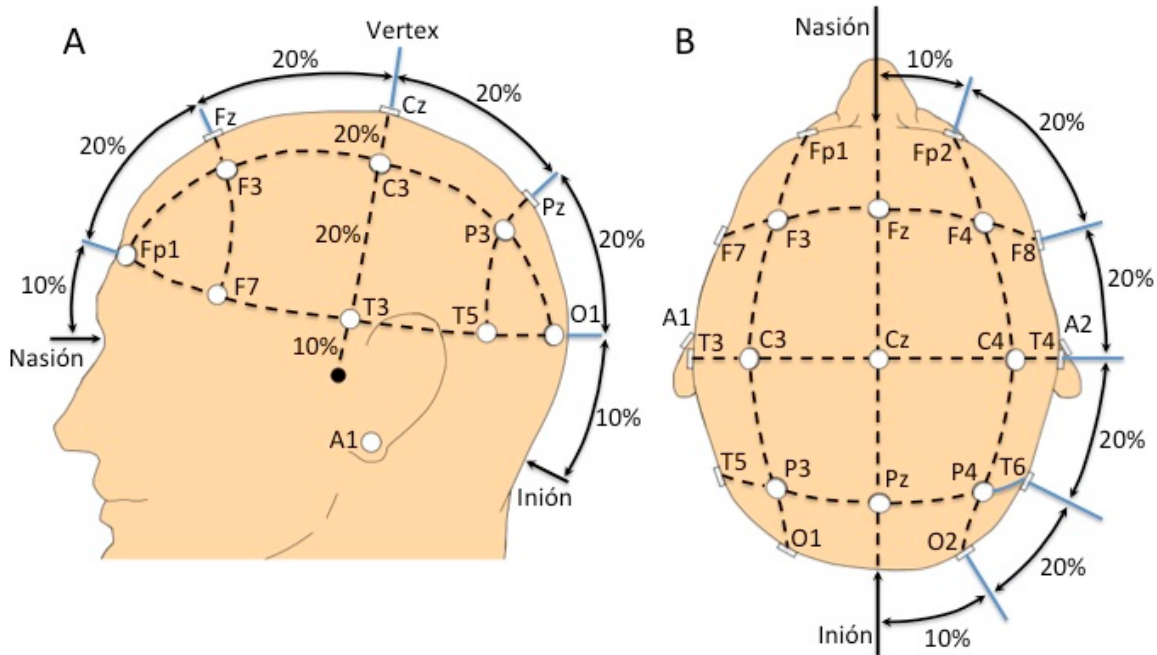 A
Vertex
20%
20%
Fz
Cz
20%
20%
F3
C3
Pz
P3
20%
20%
Fp1
F7
10%
T3
T5
O1
Nasión
10%
10%
A1
Inión
B
Nasión
10%
20%
Fp1
Fp2
F7
F3
Fz
F4
F8
20%
A1
T3
C3
Cz
C4
T4
A2
20%
T5
P3
Pz
P4
T6
O1
O2
20%
Inión
10%